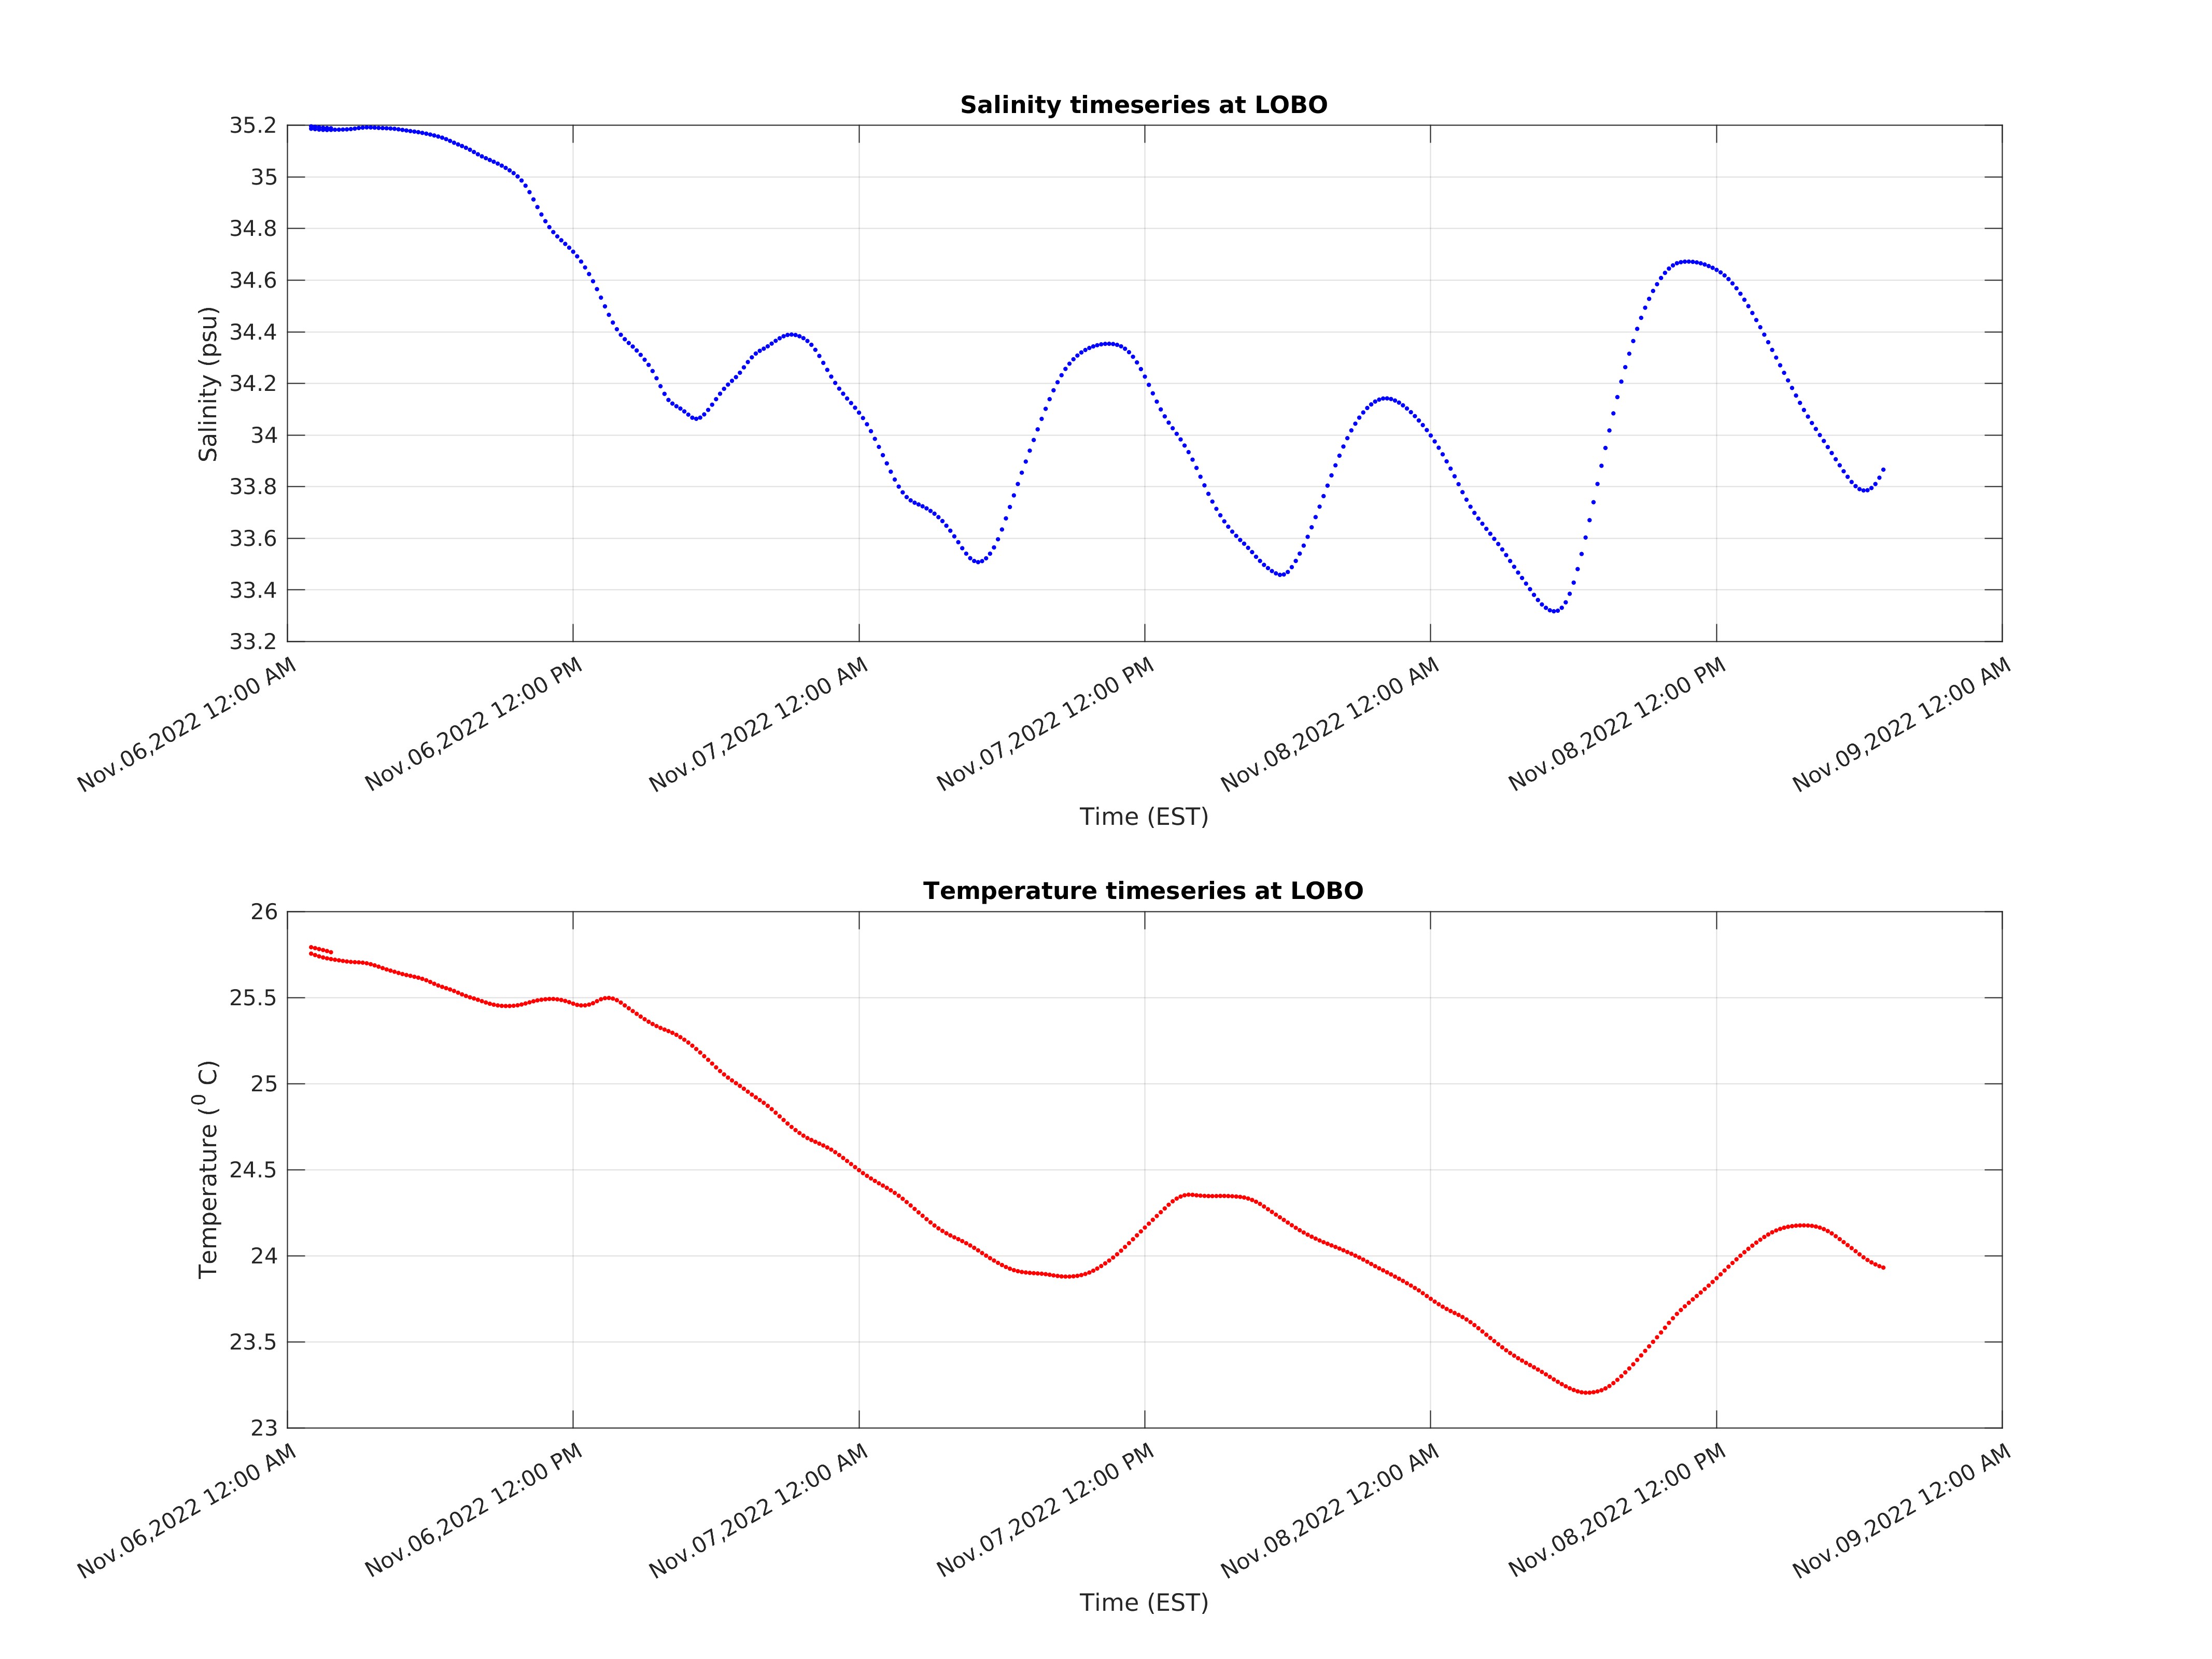 Salinity timeseries at LOBO
35.2
35
34.8
34.6
34.4
34.2
34
33.8
33.6
33.4
33.2
Salinity (psu)
Nov.06,2022 12:00 AM
Nov.06,2022 12:00 PM
Nov.07,2022 12:00 AM
Nov.07,2022 12:00 PM
Nov.08,2022 12:00 AM
Nov.08,2022 12:00 PM
Nov.09,2022 12:00 AM
Time (EST)
Temperature timeseries at LOBO
26
25.5
25
24.5
24
23.5
23
Temperature (⁰ C)
Nov.06,2022 12:00 AM
Nov.06,2022 12:00 PM
Nov.07,2022 12:00 AM
Nov.07,2022 12:00 PM
Nov.08,2022 12:00 AM
Nov.08,2022 12:00 PM
Nov.09,2022 12:00 AM
Time (EST)